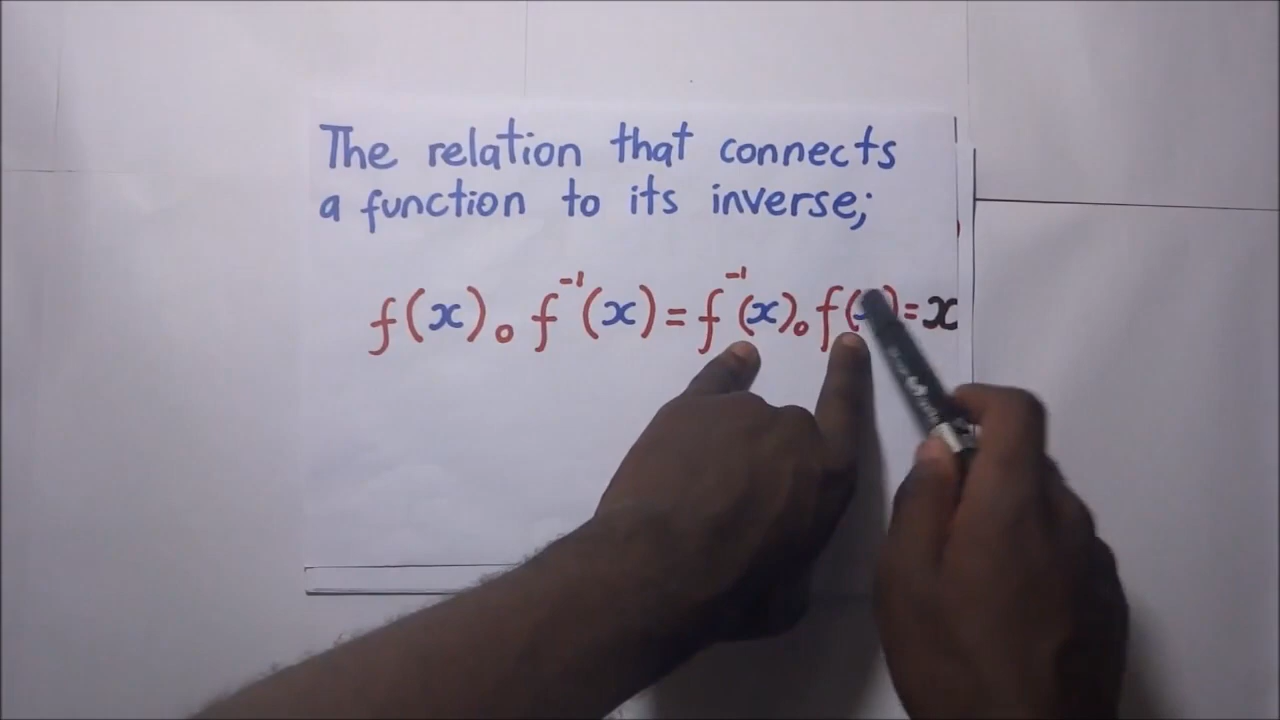 The relation that connects
a function to its inverse;
f(x)∘f⁻¹(x)=f⁻¹(x)∘f(x)=x